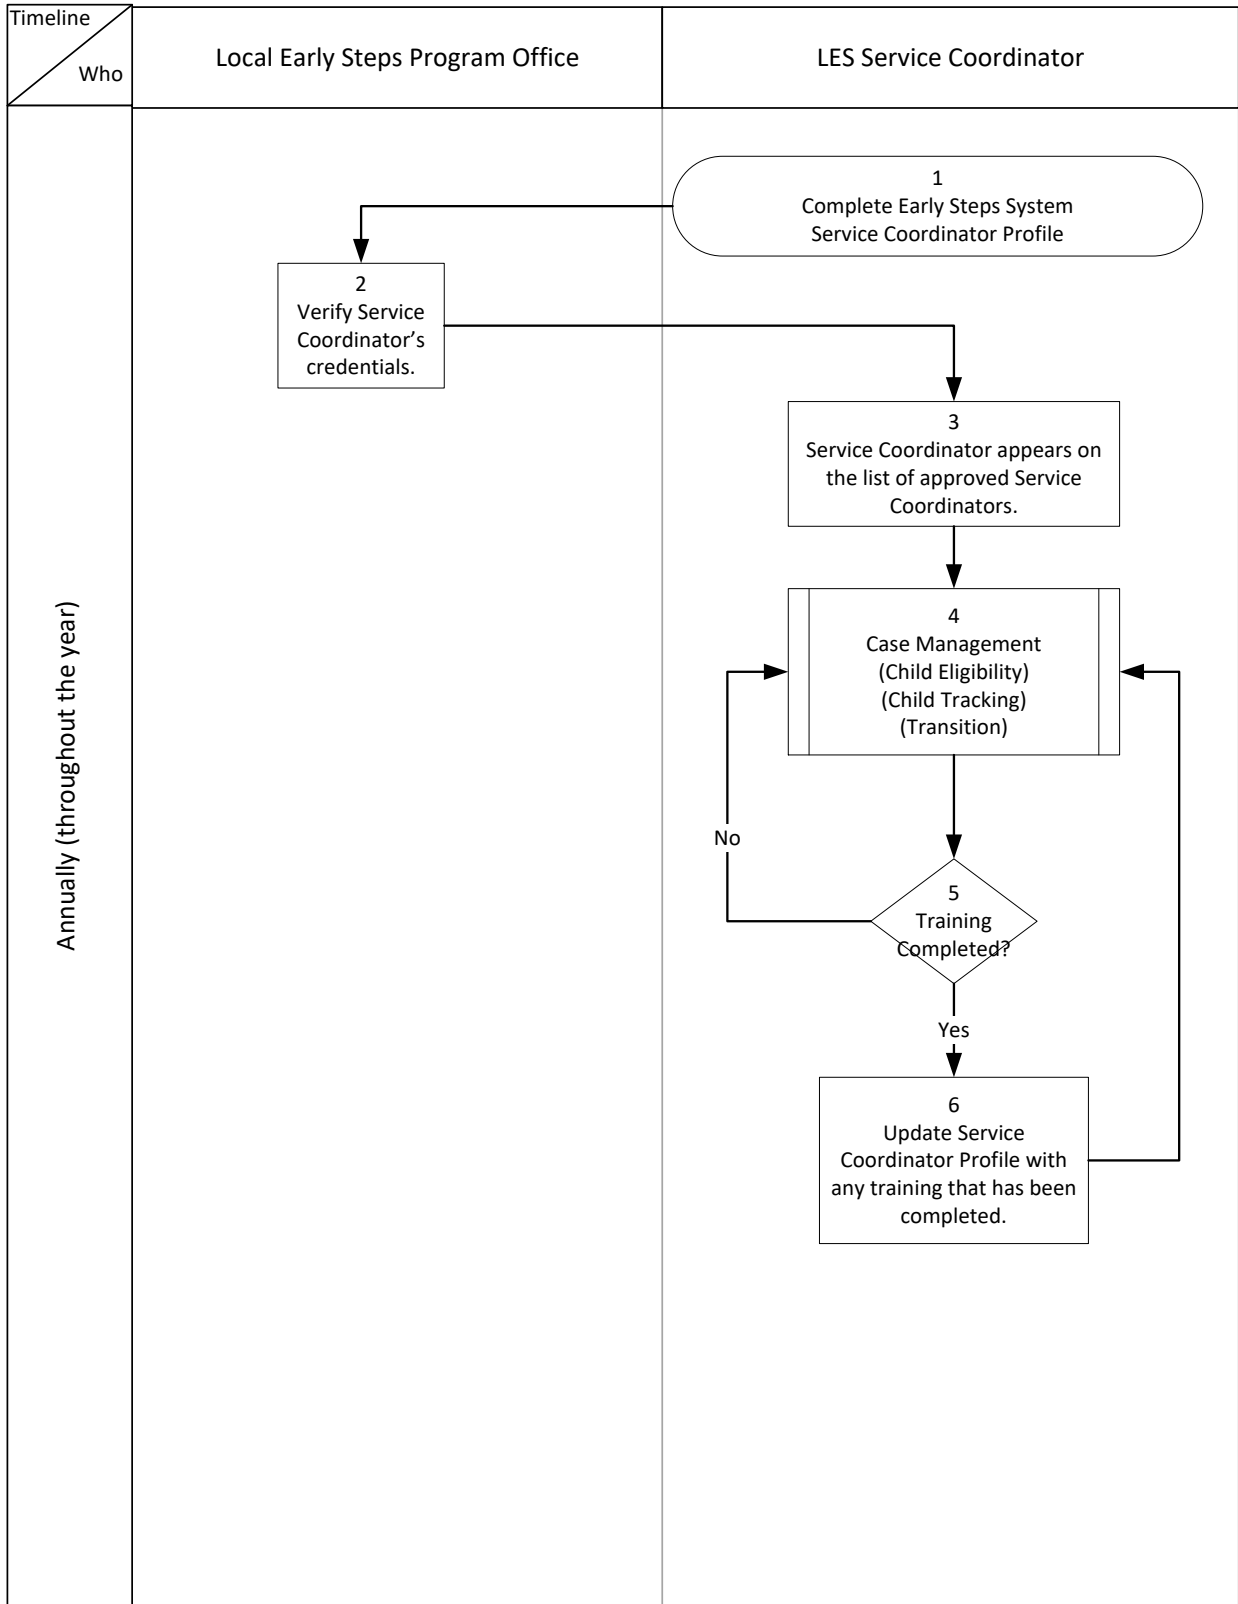 Timeline
Who
Local Early Steps Program Office
LES Service Coordinator
Annually (throughout the year)
1
Complete Early Steps System
Service Coordinator Profile
2
Verify Service
Coordinator’s
credentials.
3
Service Coordinator appears on
the list of approved Service
Coordinators.
4
Case Management
(Child Eligibility)
(Child Tracking)
(Transition)
No
5
Training
Completed?
Yes
6
Update Service
Coordinator Profile with
any training that has been
completed.